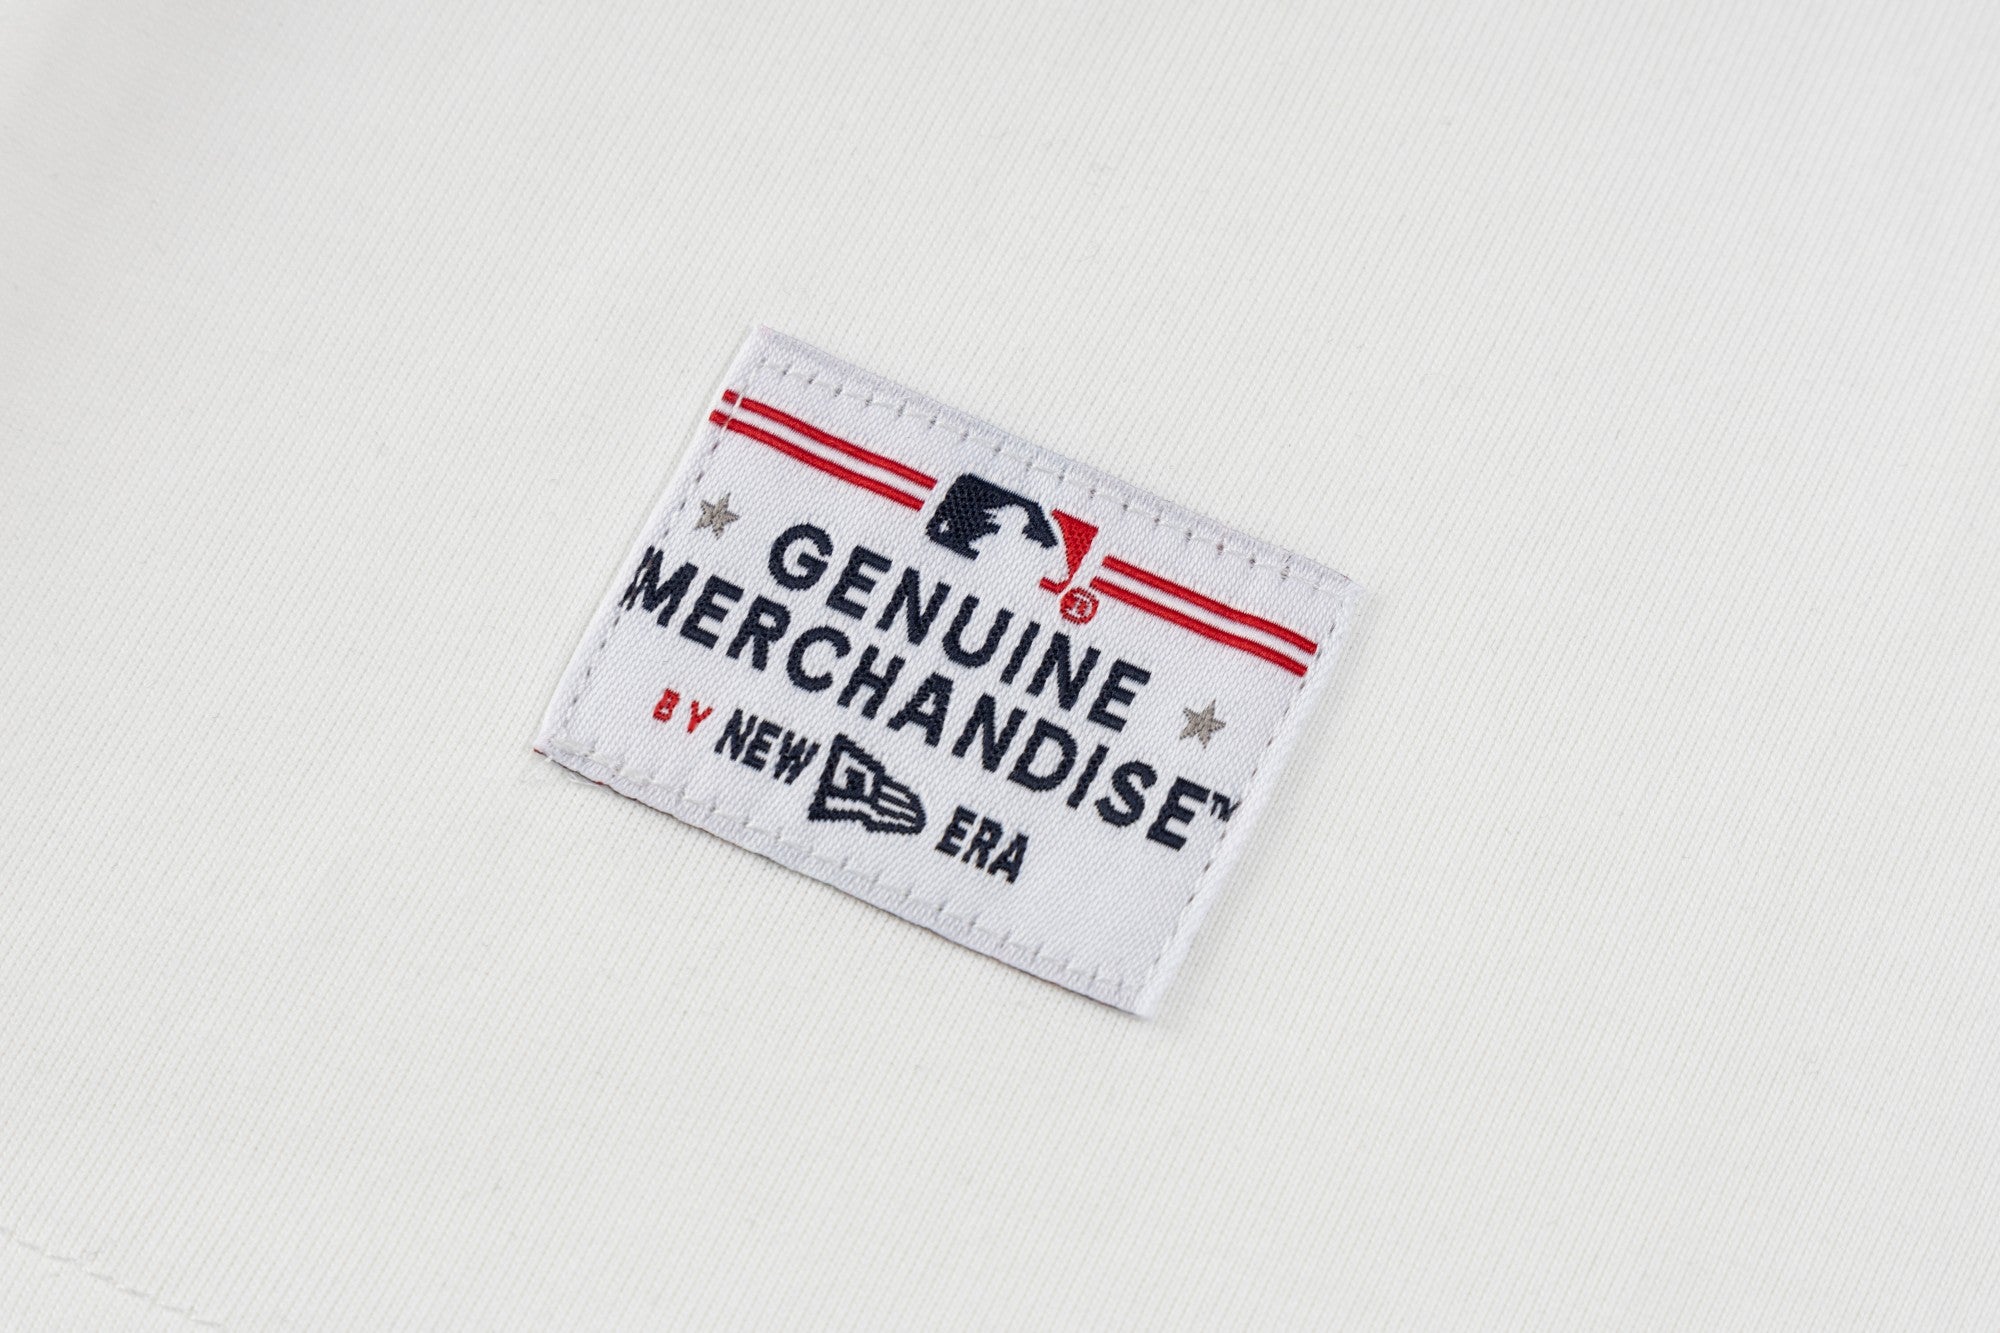 ®
GENUINE
MERCHANDISE™
BY NEW ERA